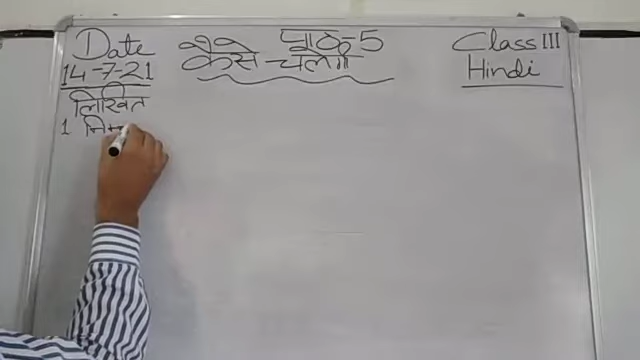 Date
14-7-21
पाठ-5
कैसे चलेगे
Class III
Hindi
लिखित
1